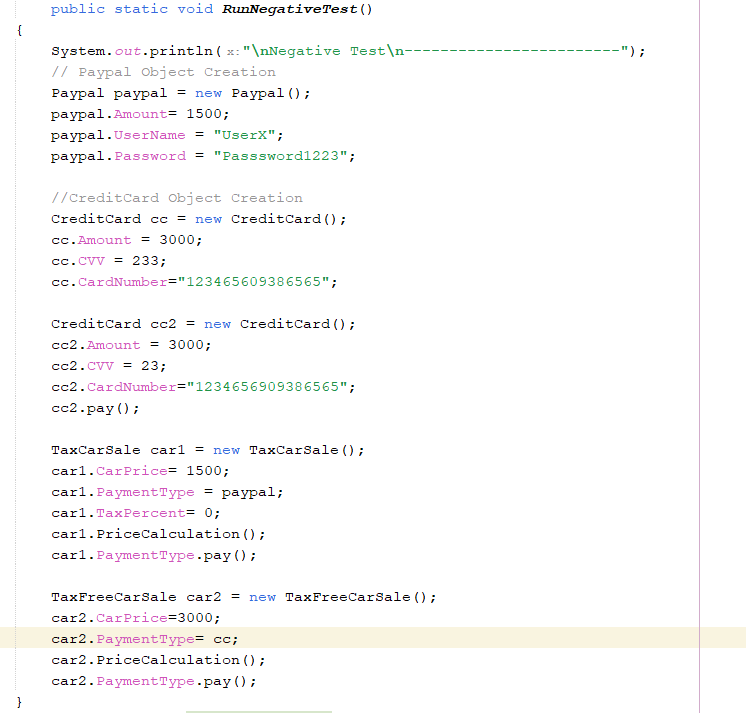 public static void RunNegativeTest()
{
System.out.println( x: "\nNegative Test\n------------------------");
// Paypal Object Creation
Paypal paypal = new Paypal();
paypal.Amount= 1500;
paypal.UserName = "UserX";
paypal.Password = "Passsword1223";
//CreditCard Object Creation
CreditCard cc = new CreditCard();
cc.Amount = 3000;
cc.CVV = 233;
cc.CardNumber="123465609386565";
CreditCard cc2 = new CreditCard();
cc2.Amount = 3000;
cc2.CVV = 23;
cc2.CardNumber="1234656909386565";
cc2.pay();
TaxCarSale car1 = new TaxCarSale();
car1.CarPrice= 1500;
car1.PaymentType = paypal;
car1.TaxPercent= 0;
car1.PriceCalculation();
car1.PaymentType.pay();
TaxFreeCarSale car2 = new TaxFreeCarSale();
car2.CarPrice=3000;
car2.PaymentType= cc;
car2.PriceCalculation();
car2.PaymentType.pay();
}